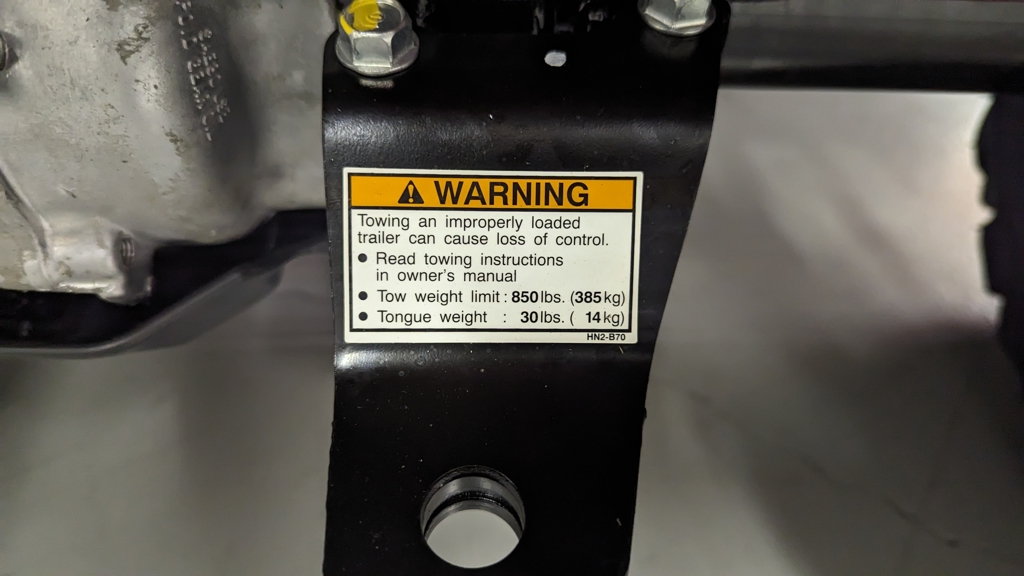 WARNING
Towing an improperly loaded
trailer can cause loss of control.
● Read towing instructions
in owner's manual
● Tow weight limit : 850 lbs. (385 kg)
● Tongue weight : 30 lbs. ( 14 kg)
HN2-B70